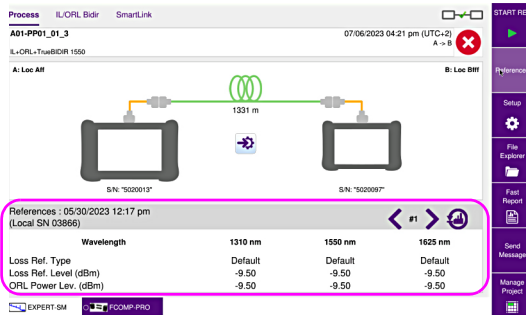 Process IL/ORL Bidir SmartLink
START RE
A01-PP01_01_3
07/06/2023 04:21 pm (UTC+2)
A -> B
IL+ORL+TrueBIDIR 1550
A: Loc Aff
B: Loc Bfff
Reference
1331 m
Setup
File
Explorer
S/N: "5020013"
S/N: "5020097"
Fast
Report
References : 05/30/2023 12:17 pm
(Local SN 03866)
#1
Wavelength 1310 nm 1550 nm 1625 nm
Send
Message
Loss Ref. Type Default Default Default
Loss Ref. Level (dBm) -9.50 -9.50 -9.50
ORL Power Lev. (dBm) -9.50 -9.50 -9.50
Manage
Project
EXPERT-SM FCOMP-PRO